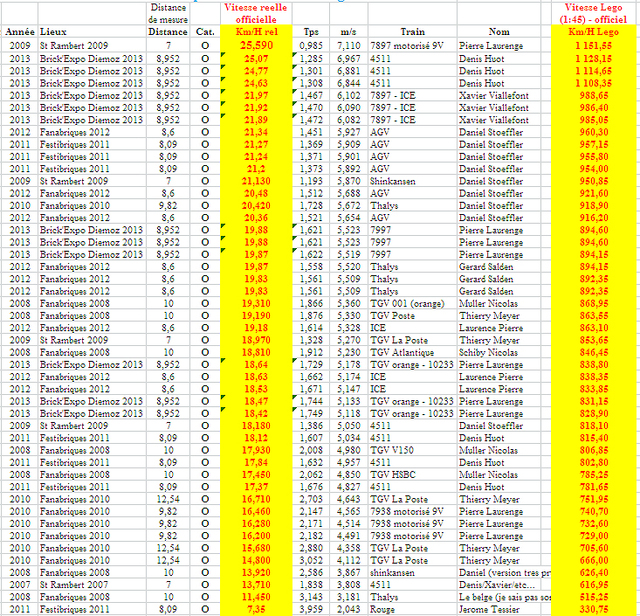 Distance Vitesse reelle Vitesse Lego
de mesure officielle (1:45) - officiel
Année Lieux Distance Cat. Km/H rel Tps m/s Train Nom Km/H Lego
2009 St Rambert 2009 7 O 25,590 0,985 7,110 7897 motorisé 9V Pierre Laurenge 1 151,55
2013 Brick'Expo Diemoz 2013 8,952 O 25,07 1,285 6,967 4511 Denis Huot 1 128,15
2013 Brick'Expo Diemoz 2013 8,952 O 24,77 1,301 6,881 4511 Denis Huot 1 114,65
2013 Brick'Expo Diemoz 2013 8,952 O 24,63 1,308 6,844 4511 Denis Huot 1 108,35
2013 Brick'Expo Diemoz 2013 8,952 O 21,97 1,467 6,102 7897 - ICE Xavier Viallefont 988,65
2013 Brick'Expo Diemoz 2013 8,952 O 21,92 1,470 6,090 7897 - ICE Xavier Viallefont 986,40
2013 Brick'Expo Diemoz 2013 8,952 O 21,89 1,472 6,082 7897 - ICE Xavier Viallefont 985,05
2012 Fanabriques 2012 8,6 O 21,34 1,451 5,927 AGV Daniel Stoeffler 960,30
2011 Festibriques 2011 8,09 O 21,27 1,369 5,909 AGV Daniel Stoeffler 957,15
2011 Festibriques 2011 8,09 O 21,24 1,371 5,901 AGV Daniel Stoeffler 955,80
2011 Festibriques 2011 8,09 O 21,2 1,373 5,892 AGV Daniel Stoeffler 954,00
2009 St Rambert 2009 7 O 21,130 1,193 5,870 Shinkansen Daniel Stoeffler 950,85
2012 Fanabriques 2012 8,6 O 20,48 1,512 5,688 AGV Daniel Stoeffler 921,60
2010 Fanabriques 2010 9,82 O 20,420 1,728 5,672 Thalys Daniel Stoeffler 918,90
2012 Fanabriques 2012 8,6 O 20,36 1,521 5,654 AGV Daniel Stoeffler 916,20
2013 Brick'Expo Diemoz 2013 8,952 O 19,88 1,621 5,523 7997 Pierre Laurenge 894,60
2013 Brick'Expo Diemoz 2013 8,952 O 19,88 1,621 5,523 7997 Pierre Laurenge 894,60
2013 Brick'Expo Diemoz 2013 8,952 O 19,87 1,622 5,519 7997 Pierre Laurenge 894,15
2012 Fanabriques 2012 8,6 O 19,87 1,558 5,520 Thalys Gerard Salden 894,15
2012 Fanabriques 2012 8,6 O 19,83 1,561 5,509 Thalys Gerard Salden 892,35
2012 Fanabriques 2012 8,6 O 19,83 1,561 5,509 Thalys Gerard Salden 892,35
2008 Fanabriques 2008 10 O 19,310 1,866 5,360 TGV 001 (orange) Muller Nicolas 868,95
2008 Fanabriques 2008 10 O 19,190 1,876 5,330 TGV Poste Thierry Meyer 863,55
2012 Fanabriques 2012 8,6 O 19,18 1,614 5,328 ICE Laurence Pierre 863,10
2009 St Rambert 2009 7 O 18,970 1,328 5,270 TGV La Poste Thierry Meyer 853,65
2008 Fanabriques 2008 10 O 18,810 1,912 5,230 TGV Atlantique Schiby Nicolas 846,45
2013 Brick'Expo Diemoz 2013 8,952 O 18,64 1,729 5,178 TGV orange - 10233 Pierre Laurenge 838,80
2012 Fanabriques 2012 8,6 O 18,63 1,662 5,174 ICE Laurence Pierre 838,35
2012 Fanabriques 2012 8,6 O 18,53 1,671 5,147 ICE Laurence Pierre 833,85
2013 Brick'Expo Diemoz 2013 8,952 O 18,47 1,744 5,133 TGV orange - 10233 Pierre Laurenge 831,15
2013 Brick'Expo Diemoz 2013 8,952 O 18,42 1,749 5,118 TGV orange - 10233 Pierre Laurenge 828,90
2009 St Rambert 2009 7 O 18,180 1,386 5,050 4511 Daniel Stoeffler 818,10
2011 Festibriques 2011 8,09 O 18,12 1,607 5,034 4511 Denis Huot 815,40
2008 Fanabriques 2008 10 O 17,930 2,008 4,980 TGV V150 Muller Nicolas 806,85
2011 Festibriques 2011 8,09 O 17,84 1,632 4,957 4511 Denis Huot 802,80
2008 Fanabriques 2008 10 O 17,450 2,062 4,850 TGV HSBC Muller Nicolas 785,25
2011 Festibriques 2011 8,09 O 17,37 1,676 4,827 4511 Denis Huot 781,65
2010 Fanabriques 2010 12,54 O 16,710 2,703 4,643 TGV La Poste Thierry Meyer 751,95
2010 Fanabriques 2010 9,82 O 16,460 2,147 4,565 7938 motorisé 9V Pierre Laurenge 740,70
2010 Fanabriques 2010 9,82 O 16,280 2,171 4,514 7938 motorisé 9V Pierre Laurenge 732,60
2010 Fanabriques 2010 9,82 O 16,200 2,182 4,491 7938 motorisé 9V Pierre Laurenge 729,00
2010 Fanabriques 2010 12,54 O 15,680 2,880 4,358 TGV La Poste Thierry Meyer 705,60
2010 Fanabriques 2010 12,54 O 14,800 3,052 4,112 TGV La Poste Thierry Meyer 666,00
2008 Fanabriques 2008 10 O 13,920 2,586 3,867 shinkansen Daniel (version tres pr 626,40
2007 St Rambert 2007 7 O 13,710 1,838 3,808 4511 Denis/Xavier/etc... 616,95
2008 Fanabriques 2008 10 O 11,450 3,143 3,181 Thalys Le belge (je sais pas son 515,25
2011 Festibriques 2011 8,09 O 7,35 3,959 2,043 Rouge Jerome Tessier 330,75